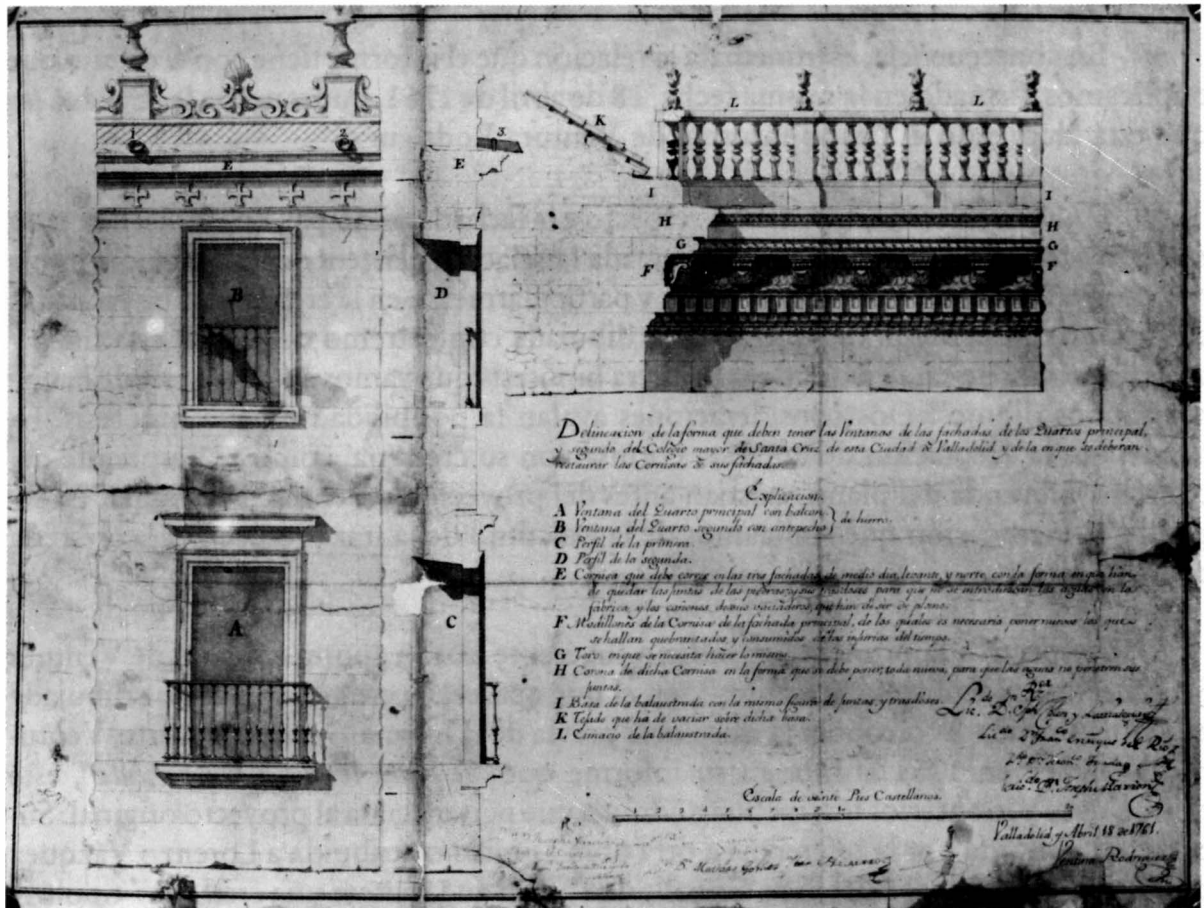 1
2
3.
E
E
K
L
L
I
I
H
H
G
G
F
F
B
D
A
C
Delineacion de la forma que deben tener las Ventanas de las fachadas de los Quartos principal,
y segundo del Colegio mayor de Santa Cruz de esta Ciudad de Valladolid, y de la en que se deberan
restaurar las Cornisas de sus fachadas.
Explicacion.
A Ventana del Quarto principal con balcon
B Ventana del Quarto segundo con antepecho } de hierro.
C Perfil de la primera.
D Perfil de la segunda.
E Cornisa que debe correr en las tres fachadas, de medio dia, levante, y norte, con la forma en que han
de quedar las juntas de las piedras, y sus trasdoses para que no se introduzcan las aguas en la
fabrica, y los cañones de sus vaciaderos, que han de ser de plomo.
F Modillones de la Cornisa de la fachada principal, de los quales es necesario poner nuevos los que
se hallan quebrantados, y consumidos de las injurias del tiempo.
G Toro, en que se necesita hacer lo mismo.
H Corona de dicha Cornisa en la forma que se debe poner, toda nueva, para que las aguas no penetren sus
juntas.
I Basa de la balaustrada con la misma figura de juntas, y trasdoses.
K Tejado que ha de vaciar sobre dicha basa.
L Cimacio de la balaustrada.
Escala de veinte Pies Castellanos.
Valladolid y Abril 18 de 1761.
Ventura Rodriguez